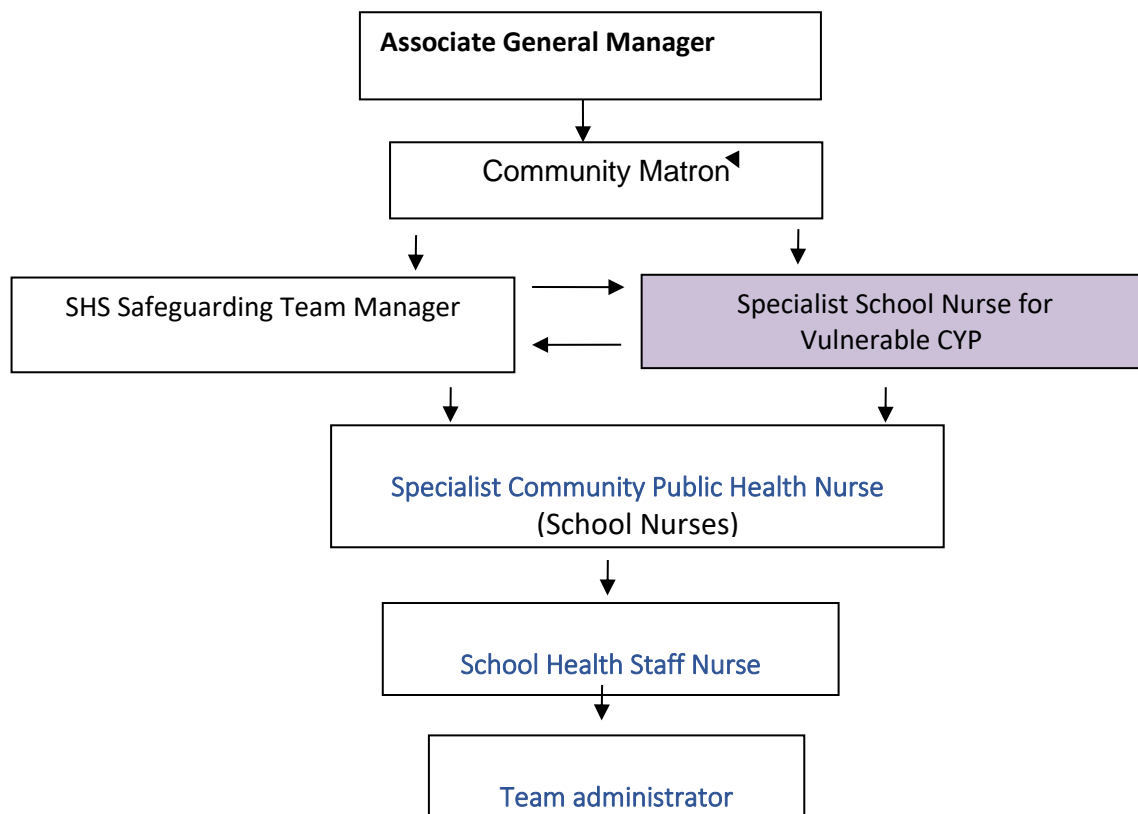 Associate General Manager
Community Matron
SHS Safeguarding Team Manager
Specialist School Nurse for
Vulnerable CYP
Specialist Community Public Health Nurse
(School Nurses)
School Health Staff Nurse
Team administrator